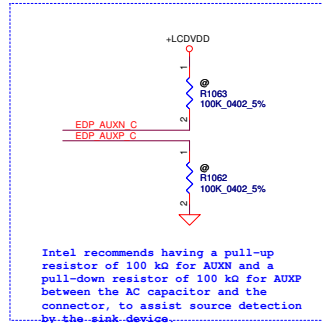 +LCDVDD
1
@
R1063
100K_0402_5%
2
EDP_AUXN_C
EDP_AUXP_C
1
@
R1062
100K_0402_5%
2
Intel recommends having a pull-up
resistor of 100 kΩ for AUXN and a
pull-down resistor of 100 kΩ for AUXP
between the AC capacitor and the
connector, to assist source detection
by the sink device.